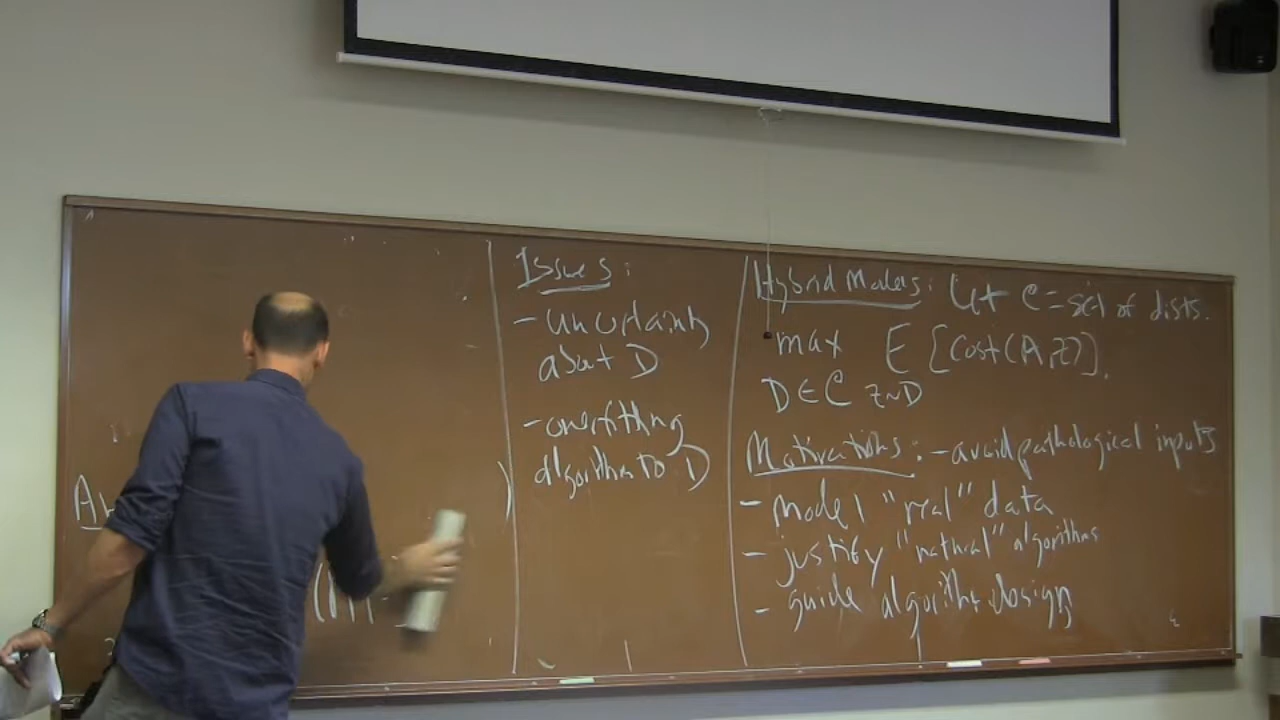 Issues:
- uncertainty
about D
- overfitting
algorithm to D
Hybrid Models: Let C = set of dists.
max E [Cost(A,z)].
D∈C z~D
Motivations: - avoid pathological inputs
- model "real" data
- justify "natural" algorithms
- guide algorithm design